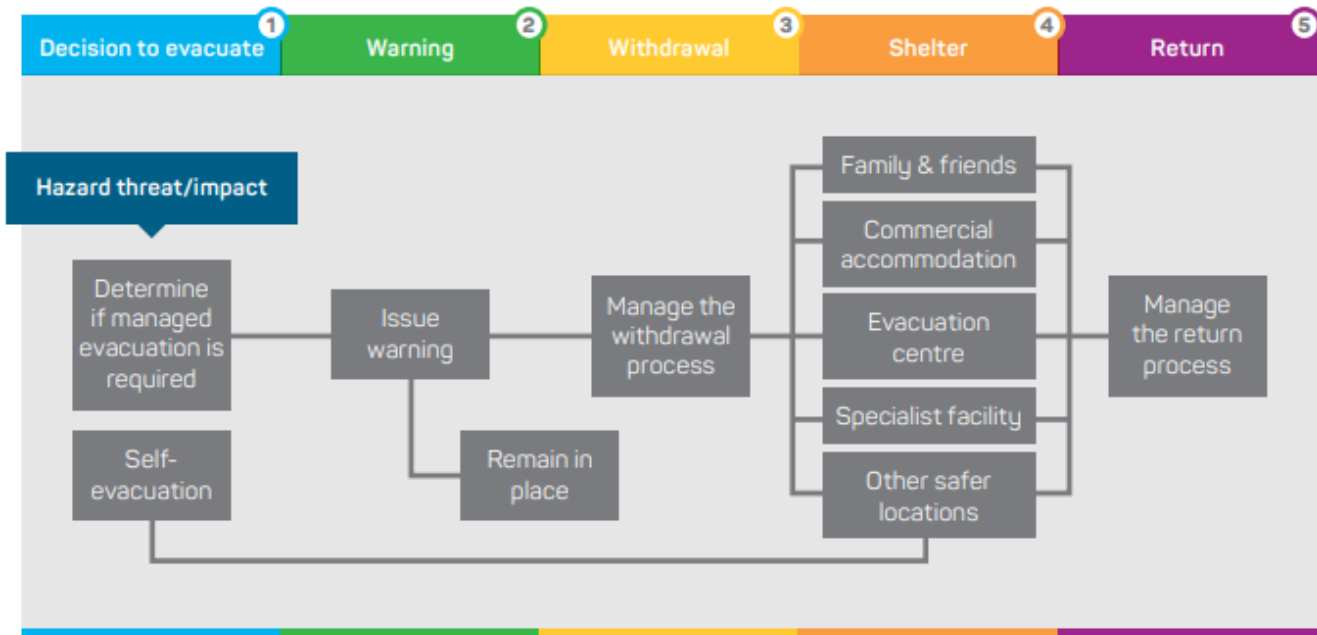 1
2
3
4
5
Decision to evacuate
Warning
Withdrawal
Shelter
Return
Hazard threat/impact
Determine
if managed
evacuation is
required
Self-
evacuation
Issue
warning
Remain in
place
Manage the
withdrawal
process
Family & friends
Commercial
accommodation
Evacuation
centre
Specialist facility
Other safer
locations
Manage
the return
process